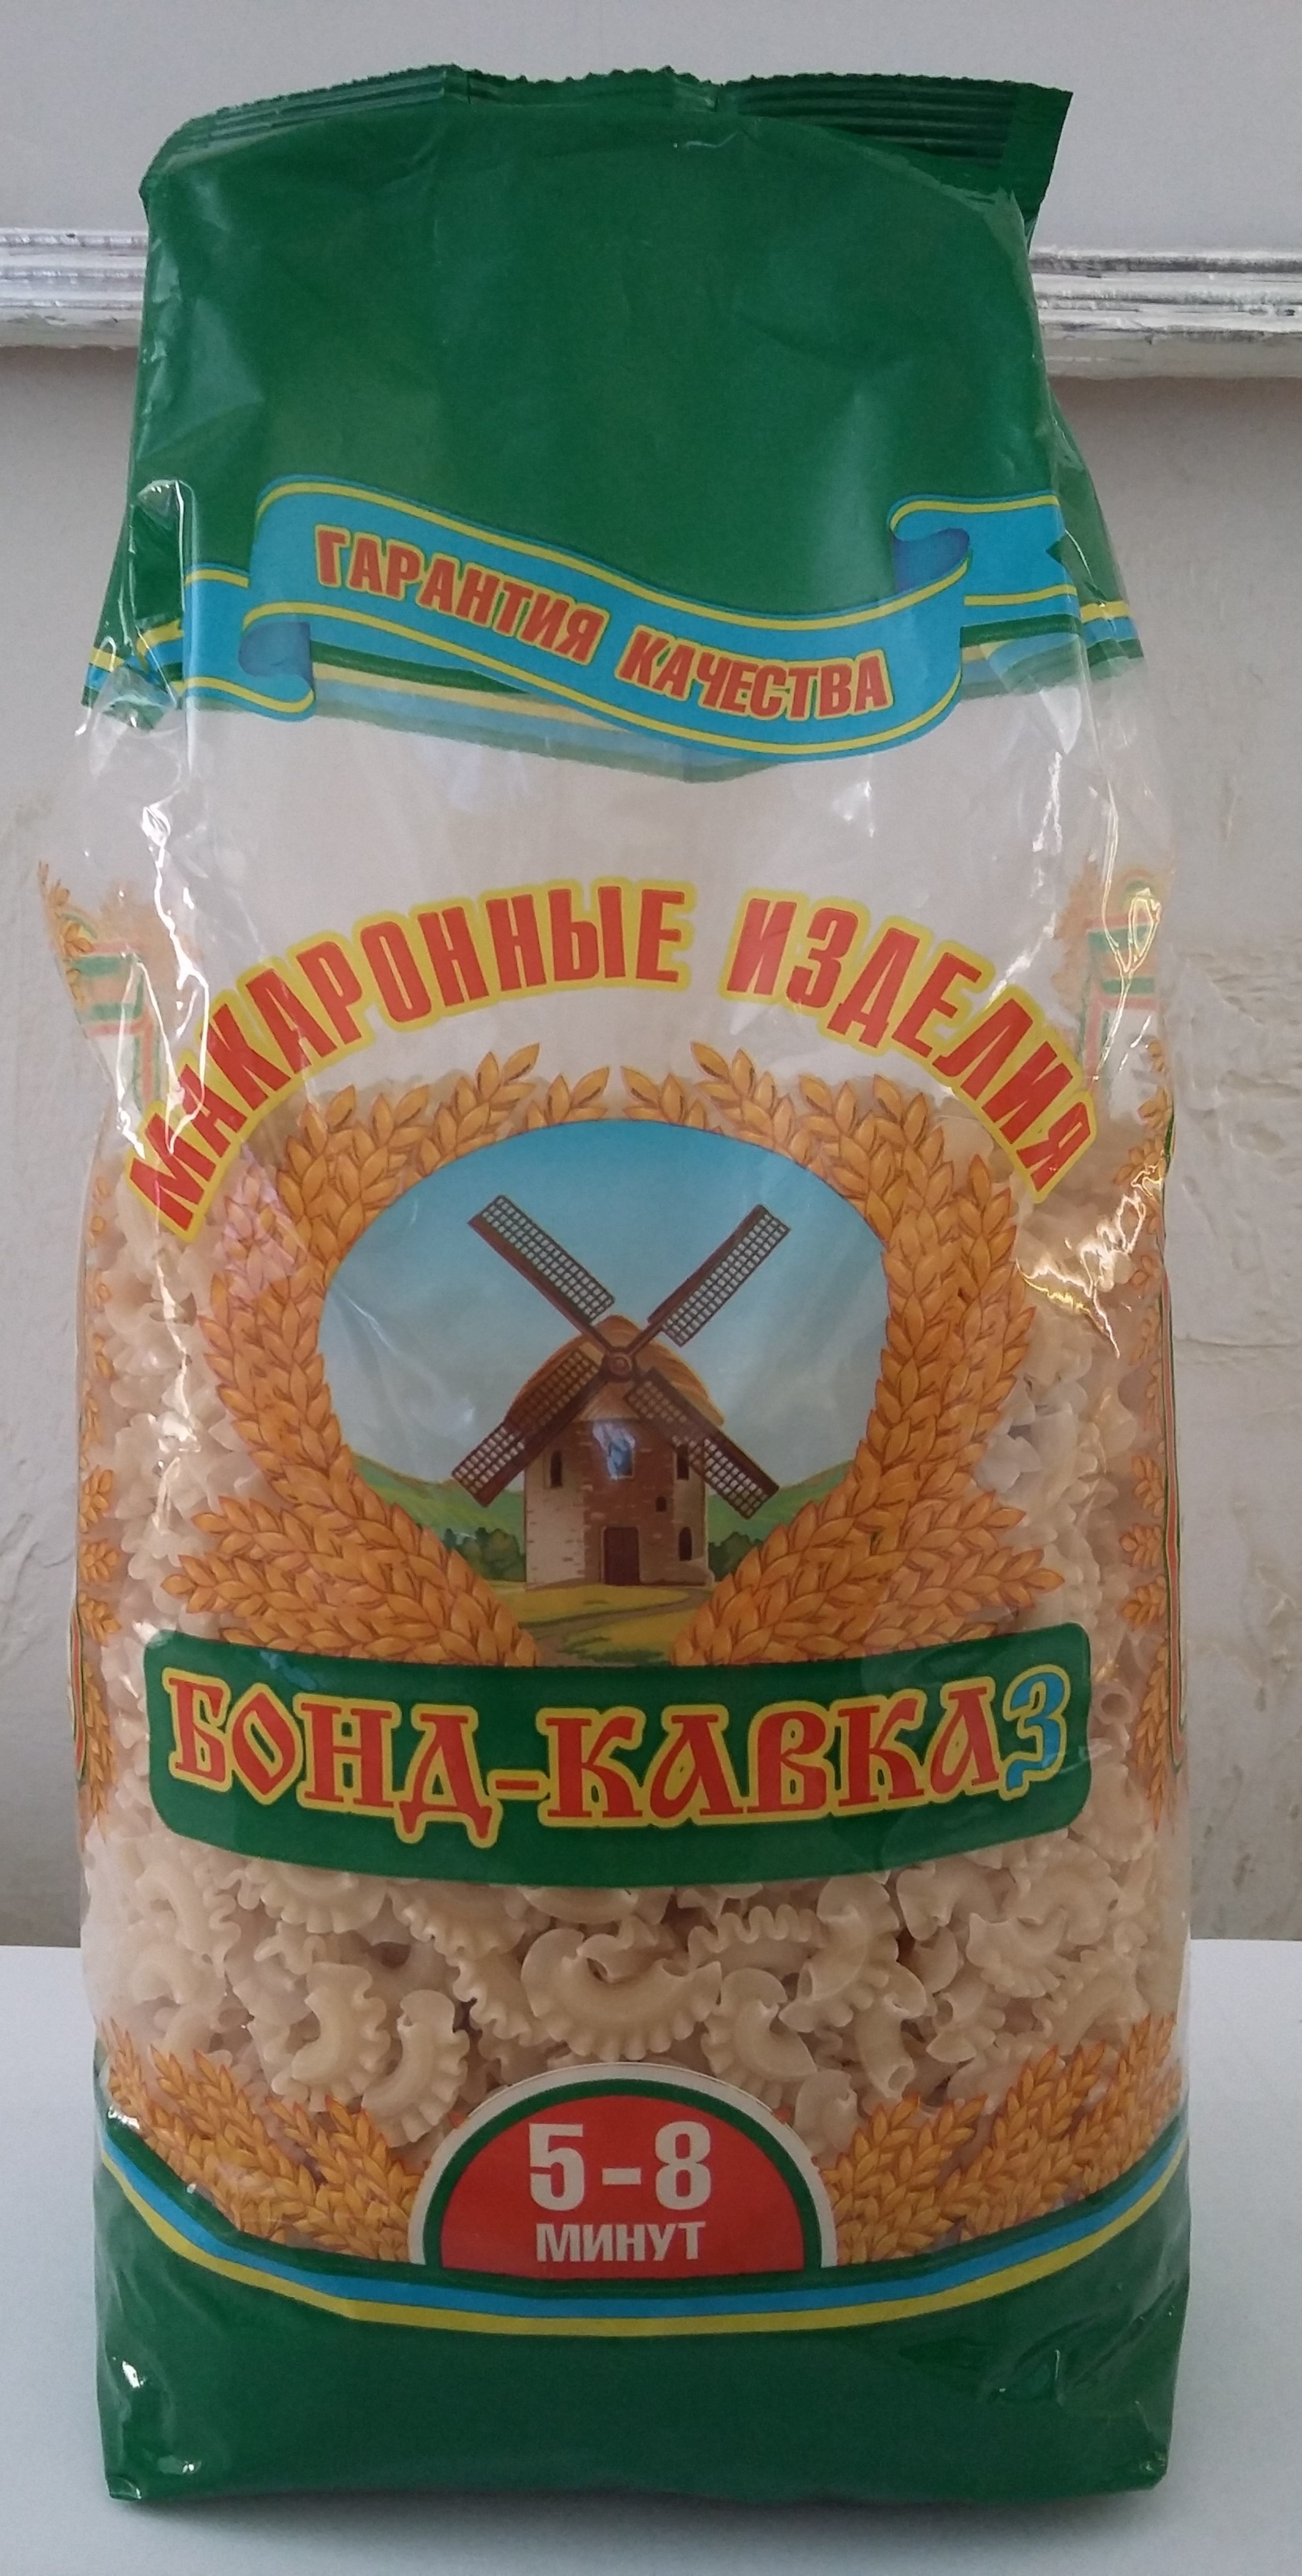 ГАРАНТИЯ КАЧЕСТВА
МАКАРОННЫЕ ИЗДЕЛИЯ
БОНД-КАВКАЗ
5-8
МИНУТ